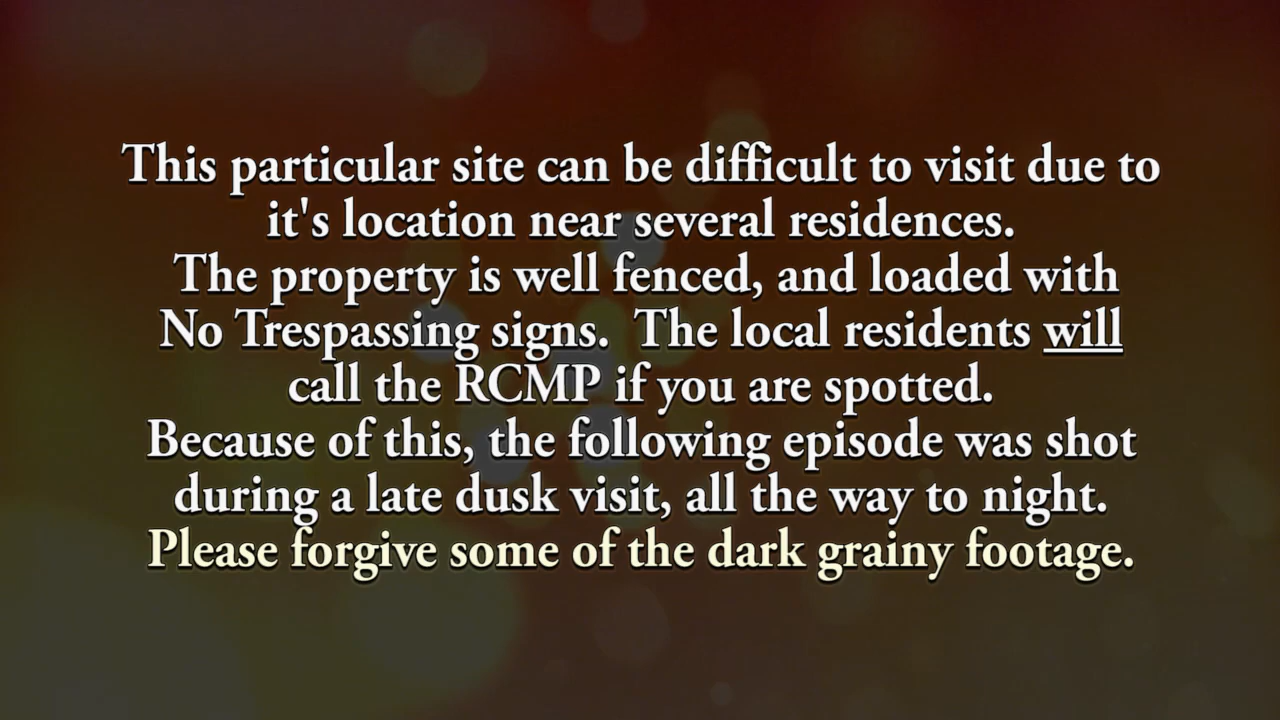 This particular site can be difficult to visit due to
it's location near several residences.
The property is well fenced, and loaded with
No Trespassing signs.  The local residents will
call the RCMP if you are spotted.
Because of this, the following episode was shot
during a late dusk visit, all the way to night.
Please forgive some of the dark grainy footage.